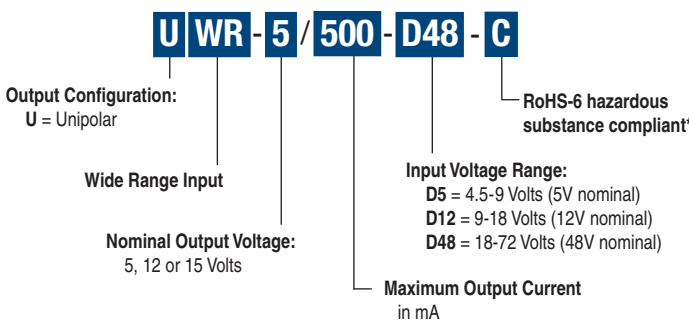 U WR - 5 / 500 - D48 - C
Output Configuration:
U = Unipolar
Wide Range Input
Nominal Output Voltage:
5, 12 or 15 Volts
Maximum Output Current
in mA
Input Voltage Range:
D5 = 4.5-9 Volts (5V nominal)
D12 = 9-18 Volts (12V nominal)
D48 = 18-72 Volts (48V nominal)
RoHS-6 hazardous
substance compliant*